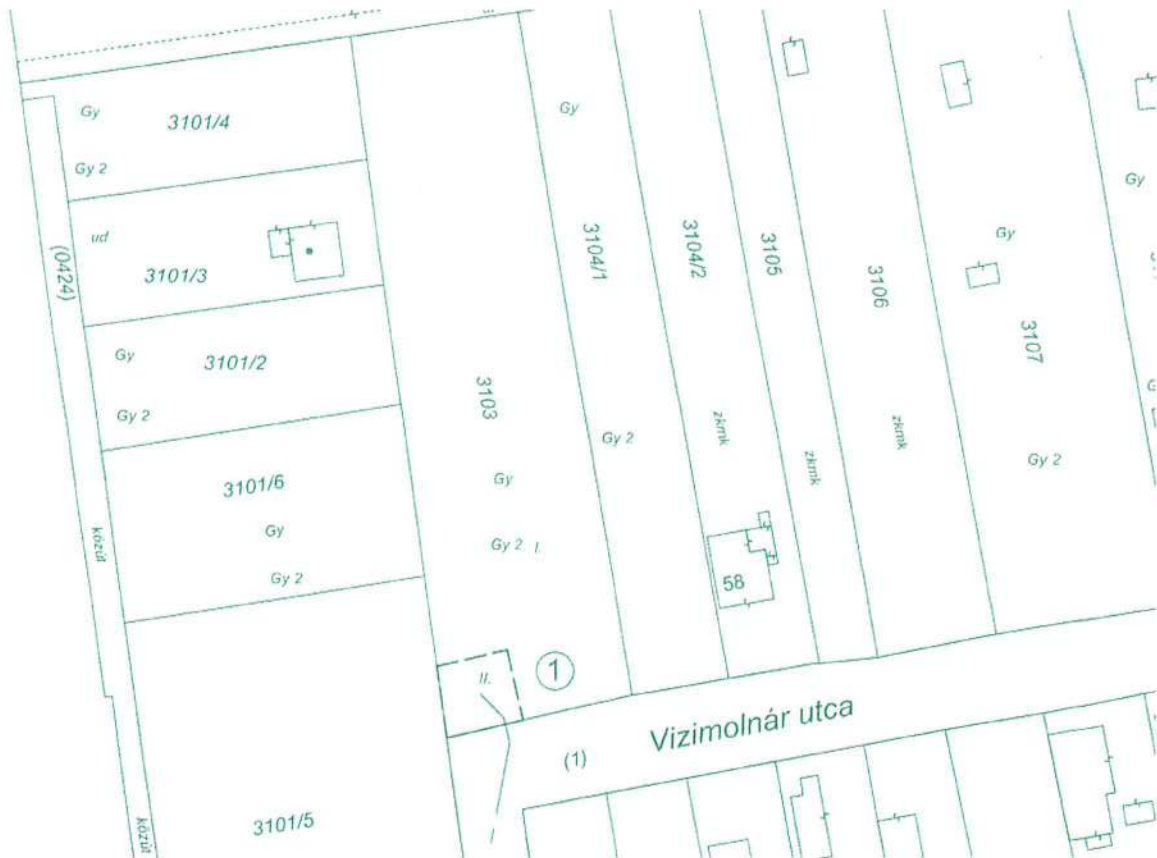 Gy
3101/4
Gy 2
ud
3101/3
(0424)
Gy
3101/2
Gy 2
3101/6
Gy
Gy 2
közút
3101/5
közút
3103
Gy
Gy 2 I.
II.
1
Gy
3104/1
Gy 2
3104/2
zkmk
58
3105
zkmk
3106
zkmk
Gy
3107
Gy 2
Gy
Vizimolnár utca
(1)